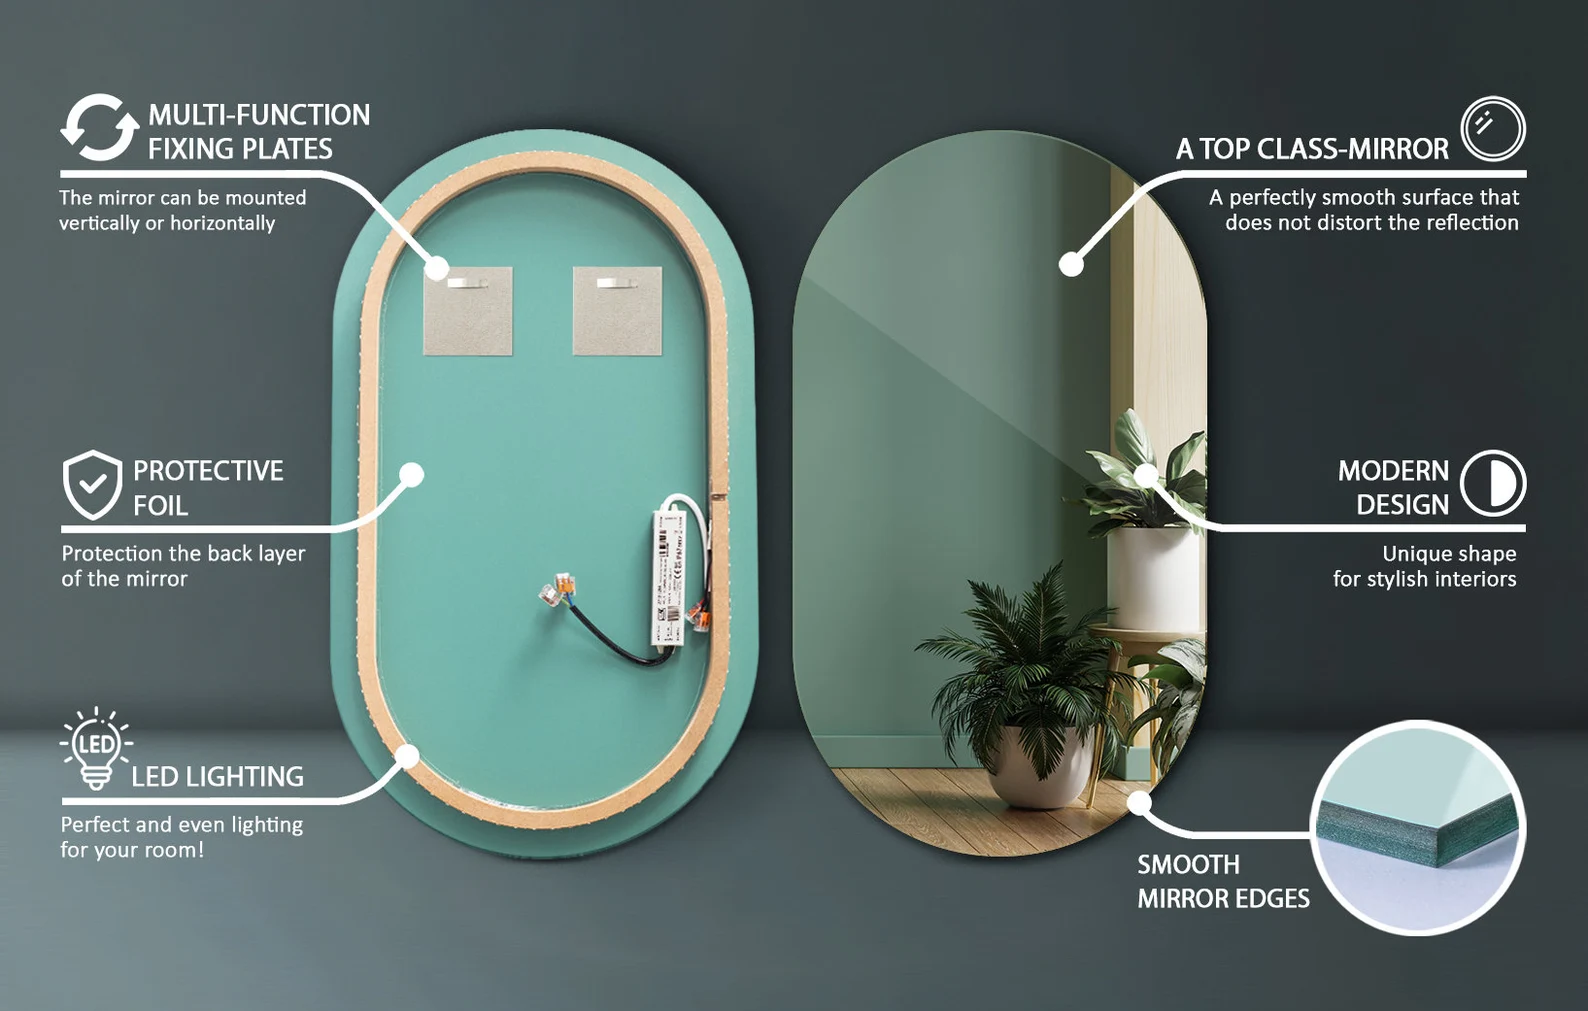 MULTI-FUNCTION
FIXING PLATES
The mirror can be mounted
vertically or horizontally
PROTECTIVE
FOIL
Protection the back layer
of the mirror
LED
LED LIGHTING
Perfect and even lighting
for your room!
A TOP CLASS-MIRROR
A perfectly smooth surface that
does not distort the reflection
MODERN
DESIGN
Unique shape
for stylish interiors
SMOOTH
MIRROR EDGES